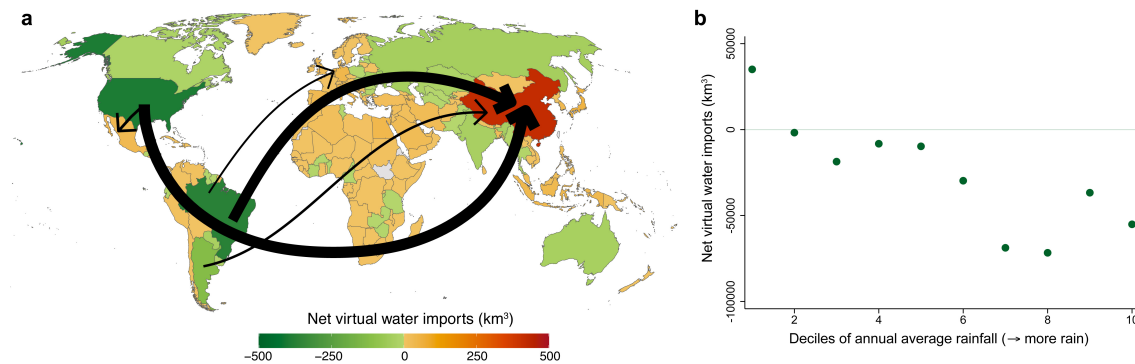 a
Net virtual water imports (km³)
−500
−250
0
250
500
b
Net virtual water imports (km³)
50000
0
-50000
-100000
2
4
6
8
10
Deciles of annual average rainfall (→ more rain)